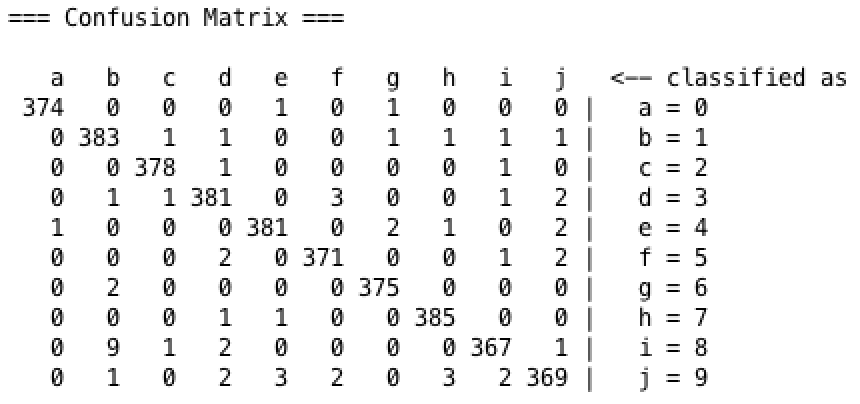 === Confusion Matrix ===
a b c d e f g h i j <-- classified as
374 0 0 0 1 0 1 0 0 0 | a = 0
0 383 1 1 0 0 1 1 1 1 | b = 1
0 0 378 1 0 0 0 0 1 0 | c = 2
0 1 1 381 0 3 0 0 1 2 | d = 3
1 0 0 0 381 0 2 1 0 2 | e = 4
0 0 0 2 0 371 0 0 1 2 | f = 5
0 2 0 0 0 0 375 0 0 0 | g = 6
0 0 0 1 1 0 0 385 0 0 | h = 7
0 9 1 2 0 0 0 0 367 1 | i = 8
0 1 0 2 3 2 0 3 2 369 | j = 9